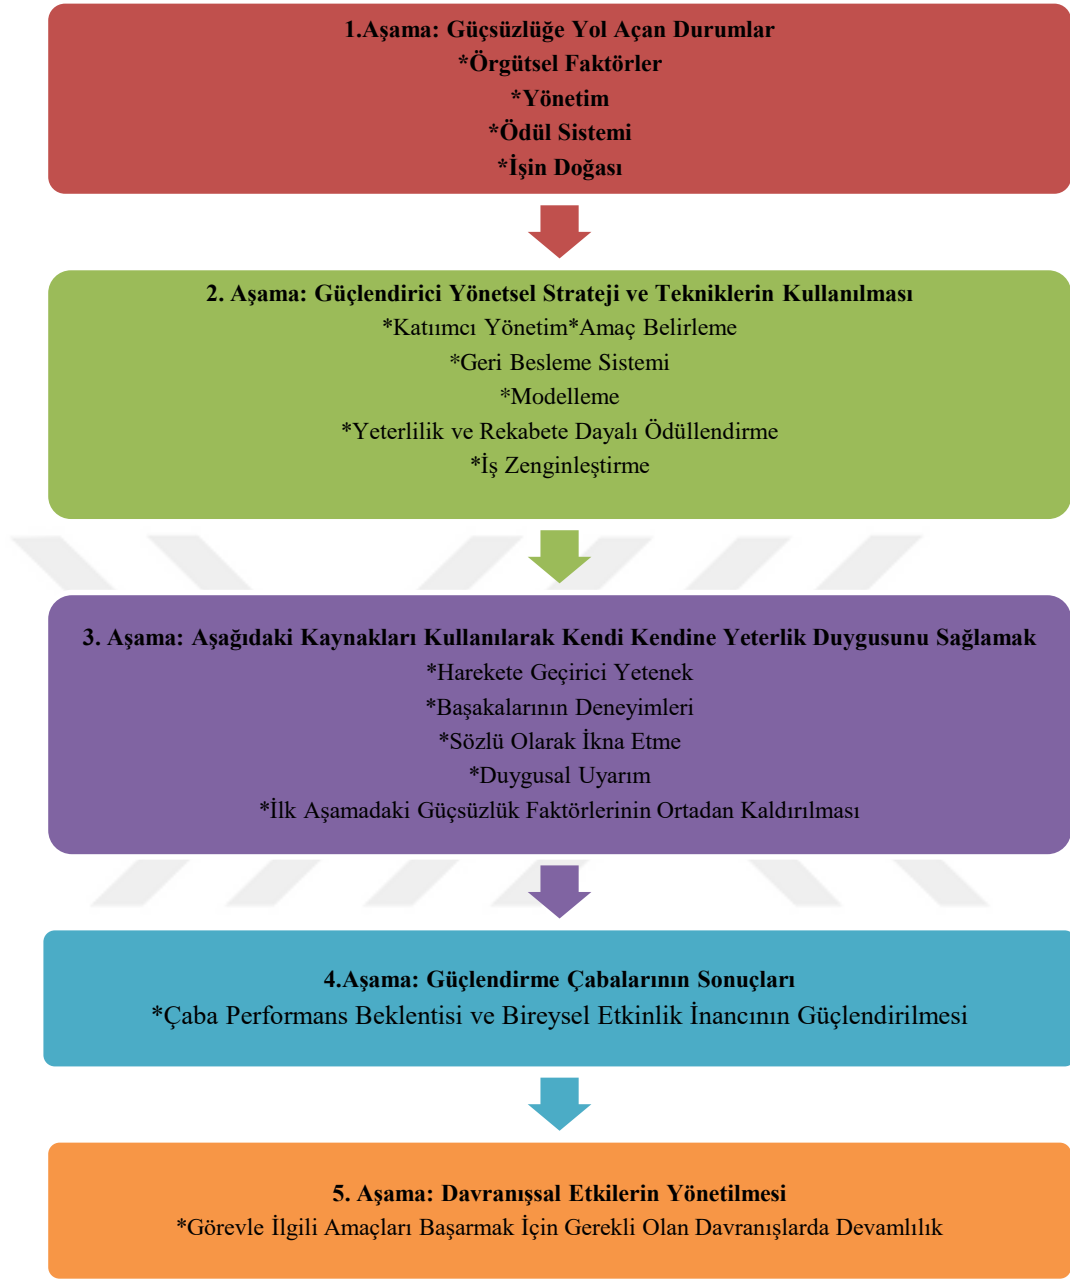 1.Aşama: Güçsüzlüğe Yol Açan Durumlar
*Örgütsel Faktörler
*Yönetim
*Ödül Sistemi
*İşin Doğası
2. Aşama: Güçlendirici Yönetsel Strateji ve Tekniklerin Kullanılması
*Katıımcı Yönetim*Amaç Belirleme
*Geri Besleme Sistemi
*Modelleme
*Yeterlilik ve Rekabete Dayalı Ödüllendirme
*İş Zenginleştirme
3. Aşama: Aşağıdaki Kaynakları Kullanılarak Kendi Kendine Yeterlik Duygusunu Sağlamak
*Harekete Geçirici Yetenek
*Başakalarının Deneyimleri
*Sözlü Olarak İkna Etme
*Duygusal Uyarım
*İlk Aşamadaki Güçsüzlük Faktörlerinin Ortadan Kaldırılması
4.Aşama: Güçlendirme Çabalarının Sonuçları
*Çaba Performans Beklentisi ve Bireysel Etkinlik İnancının Güçlendirilmesi
5. Aşama: Davranışsal Etkilerin Yönetilmesi
*Görevle İlgili Amaçları Başarmak İçin Gerekli Olan Davranışlarda Devamlılık